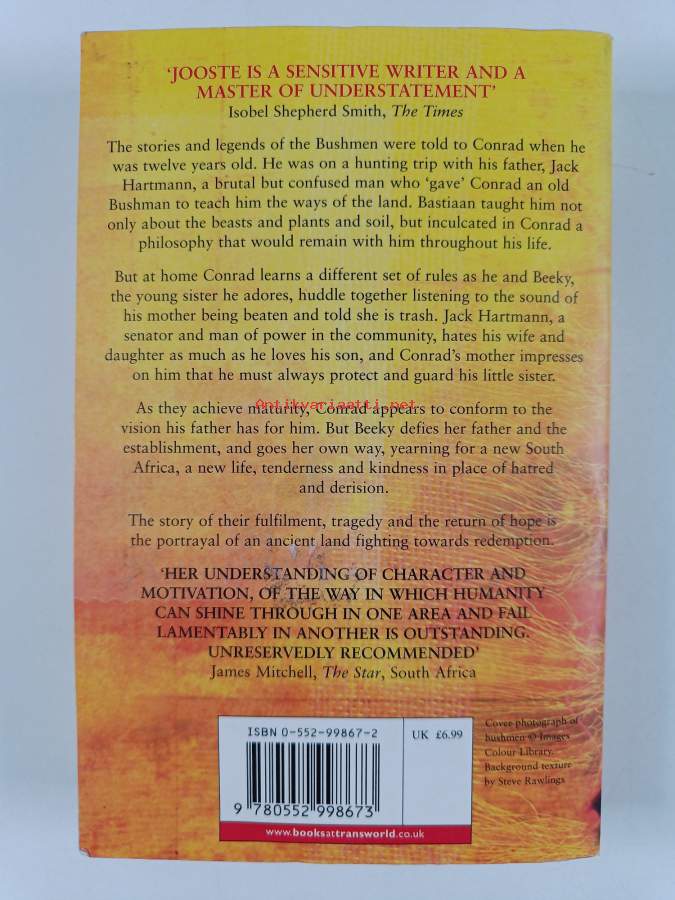 ‘JOOSTE IS A SENSITIVE WRITER AND A
MASTER OF UNDERSTATEMENT’
Isobel Shepherd Smith, The Times
The stories and legends of the Bushmen were told to Conrad when he
was twelve years old. He was on a hunting trip with his father, Jack
Hartmann, a brutal but confused man who ‘gave’ Conrad an old
Bushman to teach him the ways of the land. Bastiaan taught him not
only about the beasts and plants and soil, but inculcated in Conrad a
philosophy that would remain with him throughout his life.
But at home Conrad learns a different set of rules as he and Beeky,
the young sister he adores, huddle together listening to the sound of
his mother being beaten and told she is trash. Jack Hartmann, a
senator and man of power in the community, hates his wife and
daughter as much as he loves his son, and Conrad’s mother impresses
on him that he must always protect and guard his little sister.
Antikvariaatti.net
As they achieve maturity, Conrad appears to conform to the
vision his father has for him. But Beeky defies her father and the
establishment, and goes her own way, yearning for a new South
Africa, a new life, tenderness and kindness in place of hatred
and derision.
The story of their fulfilment, tragedy and the return of hope is
the portrayal of an ancient land fighting towards redemption.
‘HER UNDERSTANDING OF CHARACTER AND
MOTIVATION, OF THE WAY IN WHICH HUMANITY
CAN SHINE THROUGH IN ONE AREA AND FAIL
LAMENTABLY IN ANOTHER IS OUTSTANDING.
UNRESERVEDLY RECOMMENDED’
James Mitchell, The Star, South Africa
ISBN 0-552-99867-2
UK £6.99
9 780552 998673
www.booksattransworld.co.uk
Cover photograph of
bushmen © Images
Colour Library.
Background texture
by Steve Rawlings